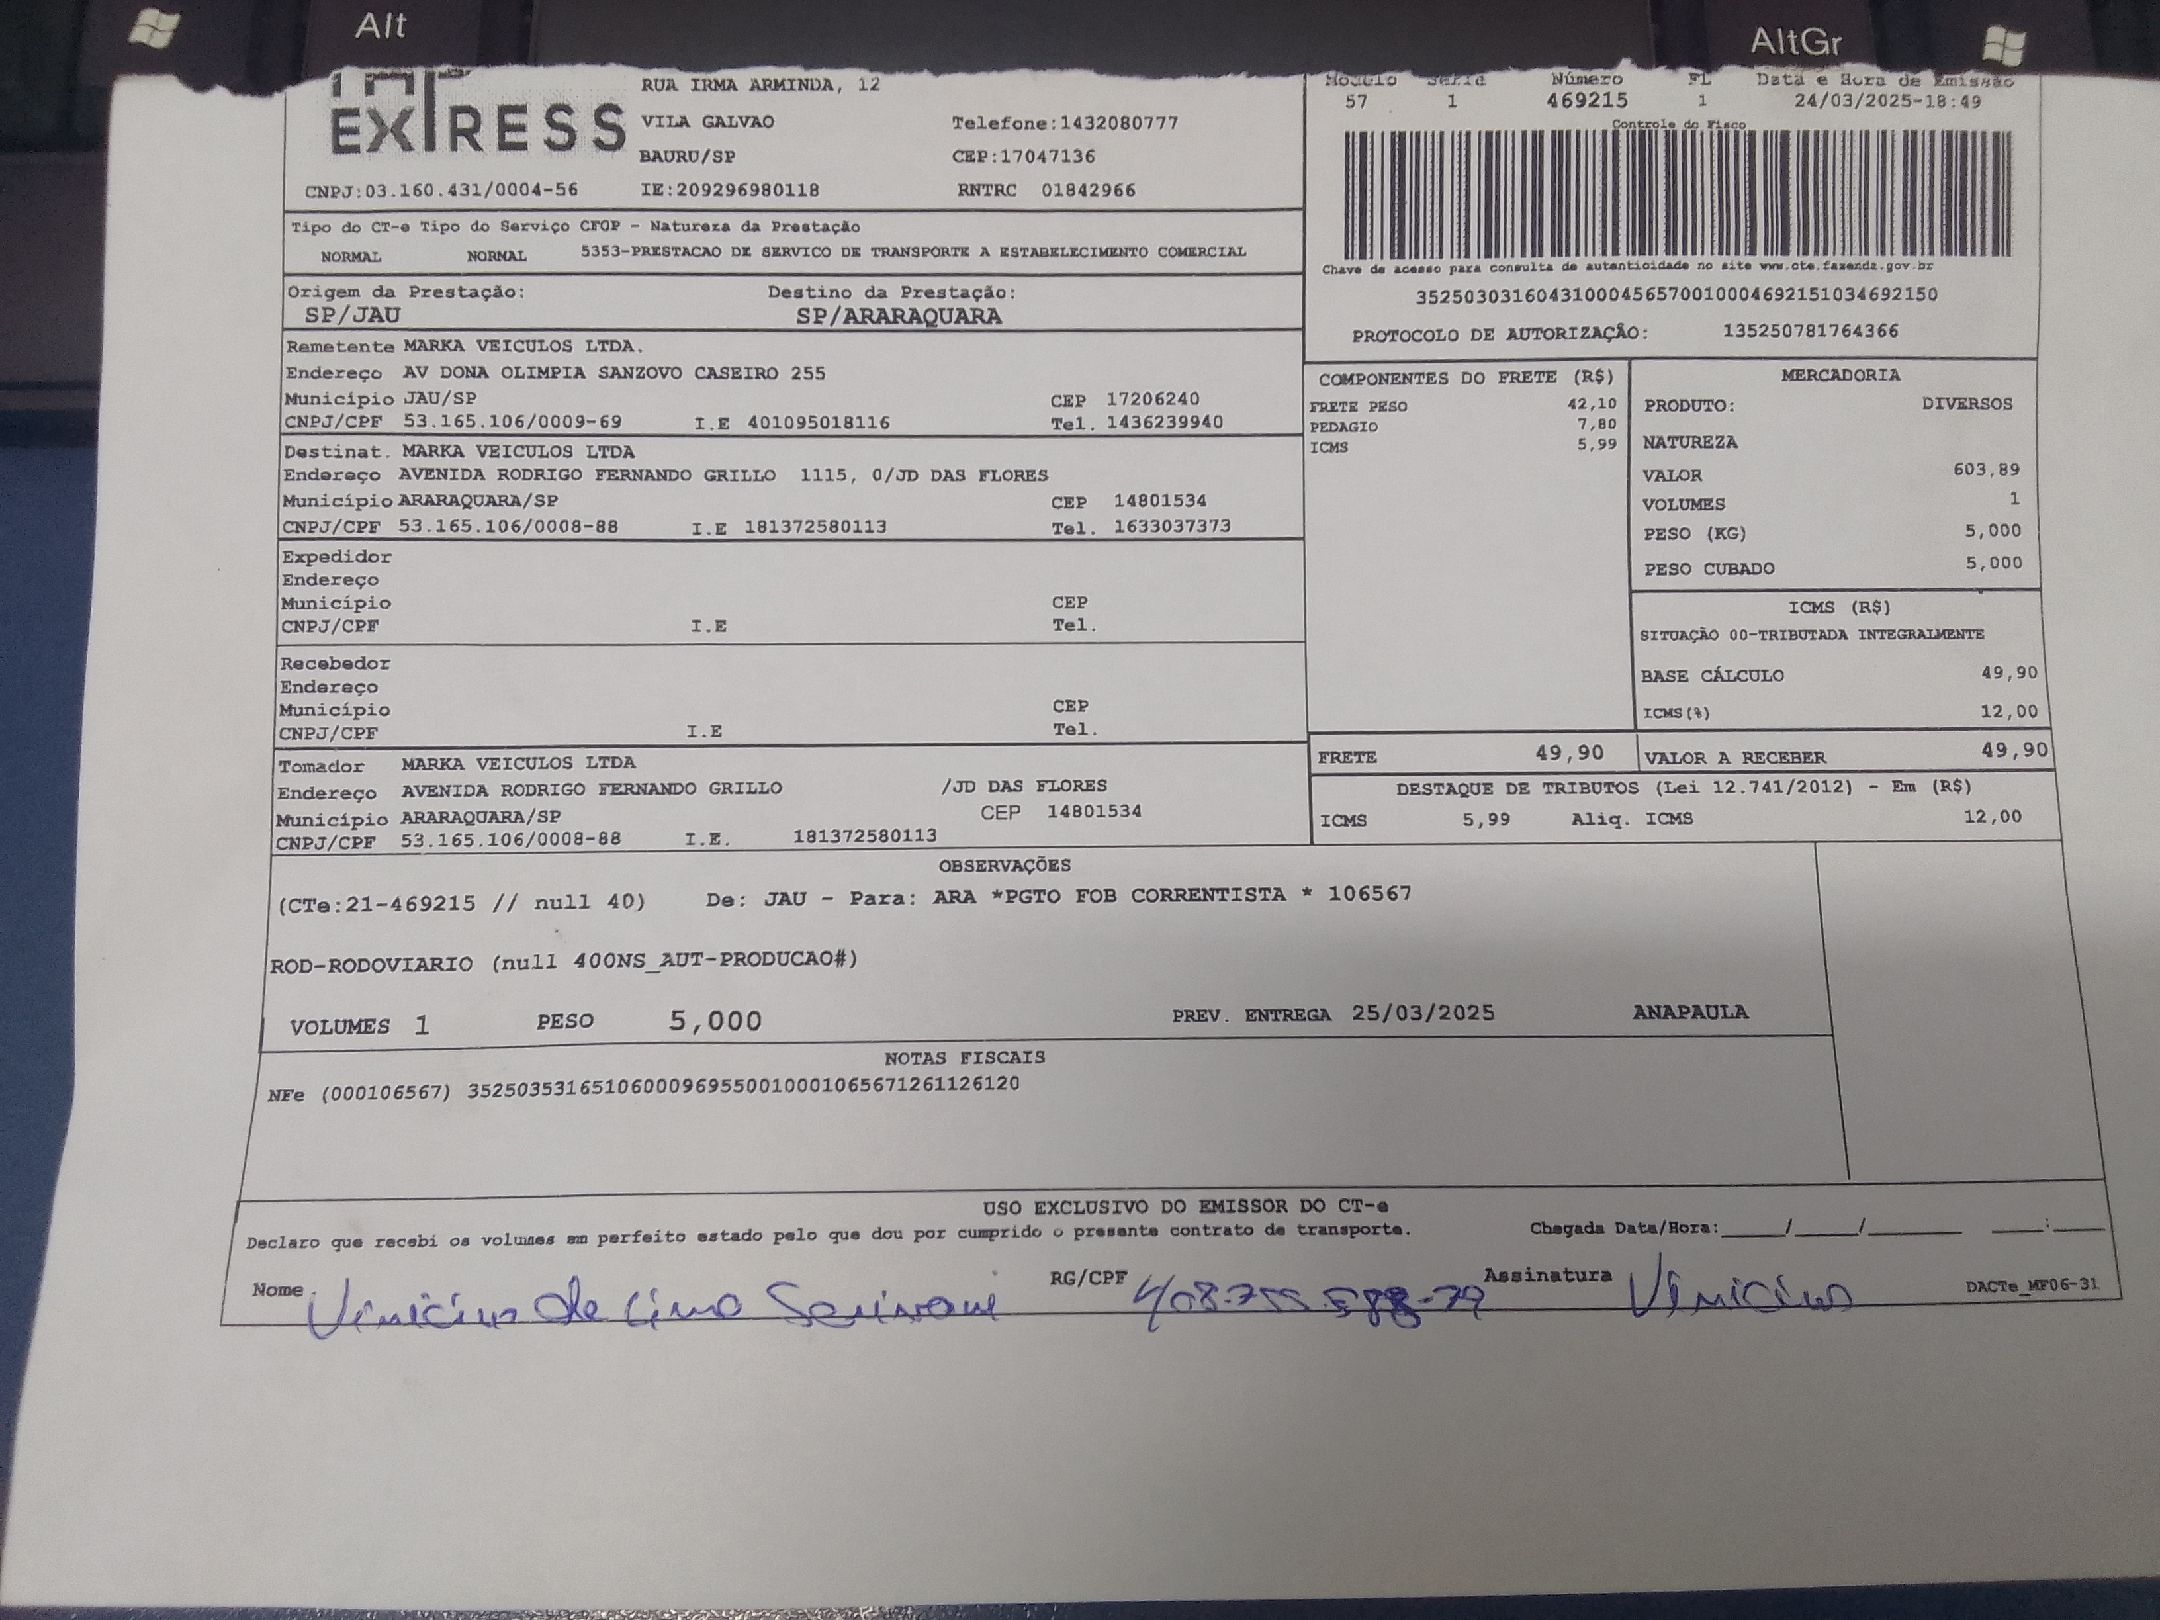 Alt
AltGr
EXPRESS
RUA IRMA ARMINDA, 12
VILA GALVAO Telefone:1432080777
BAURU/SP CEP:17047136
CNPJ:03.160.431/0004-56 IE:209296980118 RNTRC 01842966
Modelo Série Número FL Data e Hora de Emissão
57 1 469215 1 24/03/2025-18:49
Controle do Fisco
Chave de acesso para consulta de autenticidade no site www.cte.fazenda.gov.br
35250303160431000456570010004692151034692150
PROTOCOLO DE AUTORIZAÇÃO: 135250781764366
Tipo do CT-e Tipo do Serviço CFOP - Natureza da Prestação
NORMAL NORMAL 5353-PRESTACAO DE SERVICO DE TRANSPORTE A ESTABELECIMENTO COMERCIAL
Origem da Prestação: Destino da Prestação:
SP/JAU SP/ARARAQUARA
Remetente MARKA VEICULOS LTDA.
Endereço AV DONA OLIMPIA SANZOVO CASEIRO 255
Município JAU/SP CEP 17206240
CNPJ/CPF 53.165.106/0009-69 I.E 401095018116 Tel. 1436239940
Destinat. MARKA VEICULOS LTDA
Endereço AVENIDA RODRIGO FERNANDO GRILLO 1115, 0/JD DAS FLORES
Município ARARAQUARA/SP CEP 14801534
CNPJ/CPF 53.165.106/0008-88 I.E 181372580113 Tel. 1633037373
Expedidor
Endereço
Município CEP
CNPJ/CPF I.E Tel.
Recebedor
Endereço
Município CEP
CNPJ/CPF I.E Tel.
Tomador MARKA VEICULOS LTDA
Endereço AVENIDA RODRIGO FERNANDO GRILLO /JD DAS FLORES
Município ARARAQUARA/SP CEP 14801534
CNPJ/CPF 53.165.106/0008-88 I.E. 181372580113
COMPONENTES DO FRETE (R$)
FRETE PESO 42,10
PEDAGIO 7,80
ICMS 5,99
MERCADORIA
PRODUTO: DIVERSOS
NATUREZA
VALOR 603,89
VOLUMES 1
PESO (KG) 5,000
PESO CUBADO 5,000
ICMS (R$)
SITUAÇÃO 00-TRIBUTADA INTEGRALMENTE
BASE CÁLCULO 49,90
ICMS(%) 12,00
FRETE 49,90 VALOR A RECEBER 49,90
DESTAQUE DE TRIBUTOS (Lei 12.741/2012) - Em (R$)
ICMS 5,99 Aliq. ICMS 12,00
OBSERVAÇÕES
(CTe:21-469215 // null 40) De: JAU - Para: ARA *PGTO FOB CORRENTISTA * 106567
ROD-RODOVIARIO (null 400NS_AUT-PRODUCAO#)
VOLUMES 1 PESO 5,000 PREV. ENTREGA 25/03/2025 ANAPAULA
NOTAS FISCAIS
NFe (000106567) 35250353165106000969550010001065671261126120
USO EXCLUSIVO DO EMISSOR DO CT-e
Declaro que recebi os volumes em perfeito estado pelo que dou por cumprido o presente contrato de transporte. Chegada Data/Hora:____/____/______ ___:___
Nome Vinicius de Lima RG/CPF Assinatura Vinicius DACTe_MF06-31